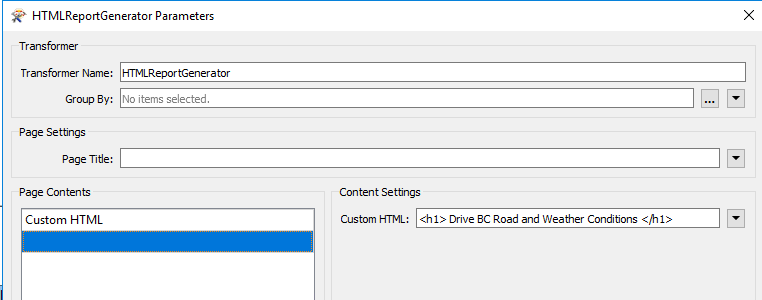 HTMLReportGenerator Parameters
Transformer
Transformer Name: HTMLReportGenerator
Group By: No items selected. ...
Page Settings
Page Title:
Page Contents
Custom HTML
Content Settings
Custom HTML: <h1> Drive BC Road and Weather Conditions </h1>